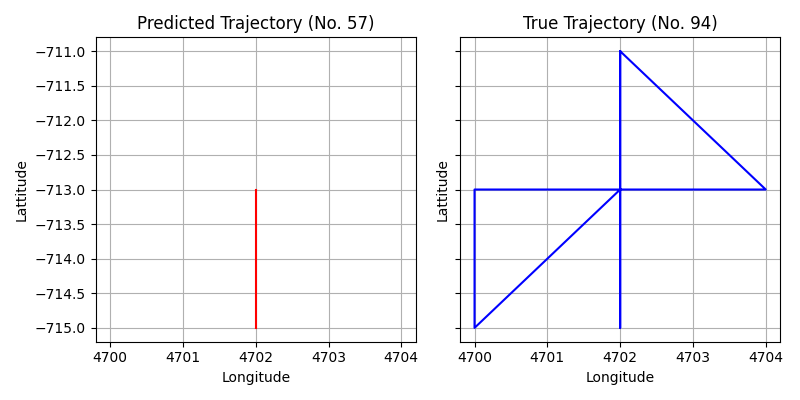 Predicted Trajectory (No. 57)
True Trajectory (No. 94)
−711.0
−711.5
−712.0
−712.5
−713.0
−713.5
−714.0
−714.5
−715.0
Lattitude
Lattitude
4700 4701 4702 4703 4704
4700 4701 4702 4703 4704
Longitude
Longitude